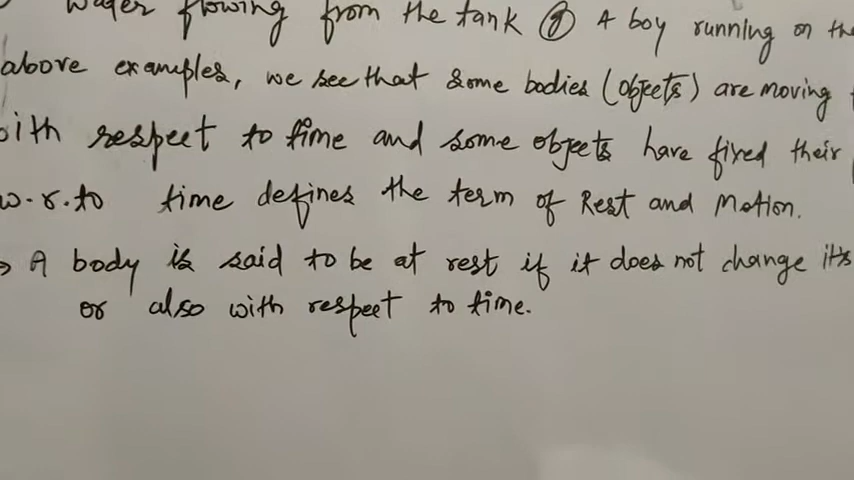 Water flowing from the tank g A boy running on the
above examples, we see that some bodies (objects) are moving
with respect to time and some objects have fixed their
w.r.to time defines the term of Rest and Motion.
→ A body is said to be at rest if it does not change it's
or also with respect to time.